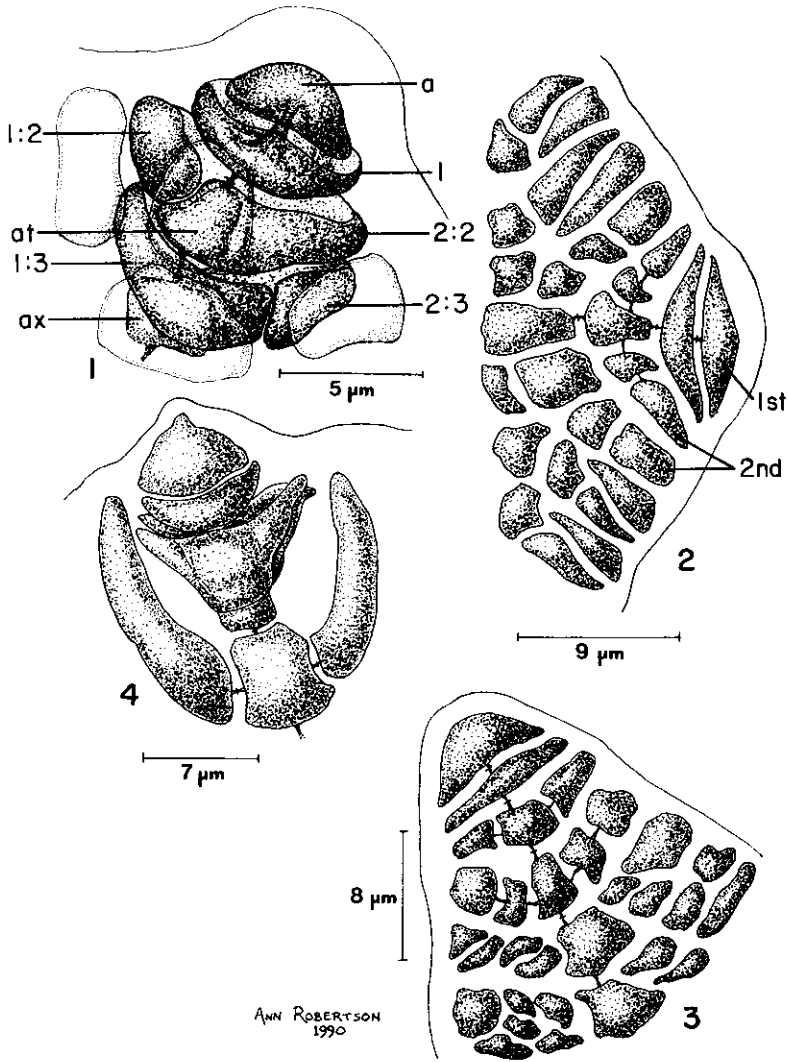 a
1:2
1
at
2:2
1:3
2:3
ax
1
5 µm
1st
2nd
2
9 µm
4
7 µm
8 µm
3
ANN ROBERTSON
1990